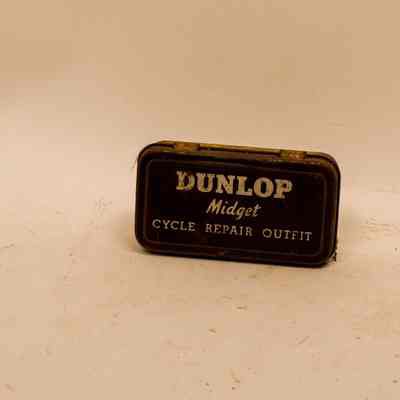 DUNLOP
Midget
CYCLE REPAIR OUTFIT